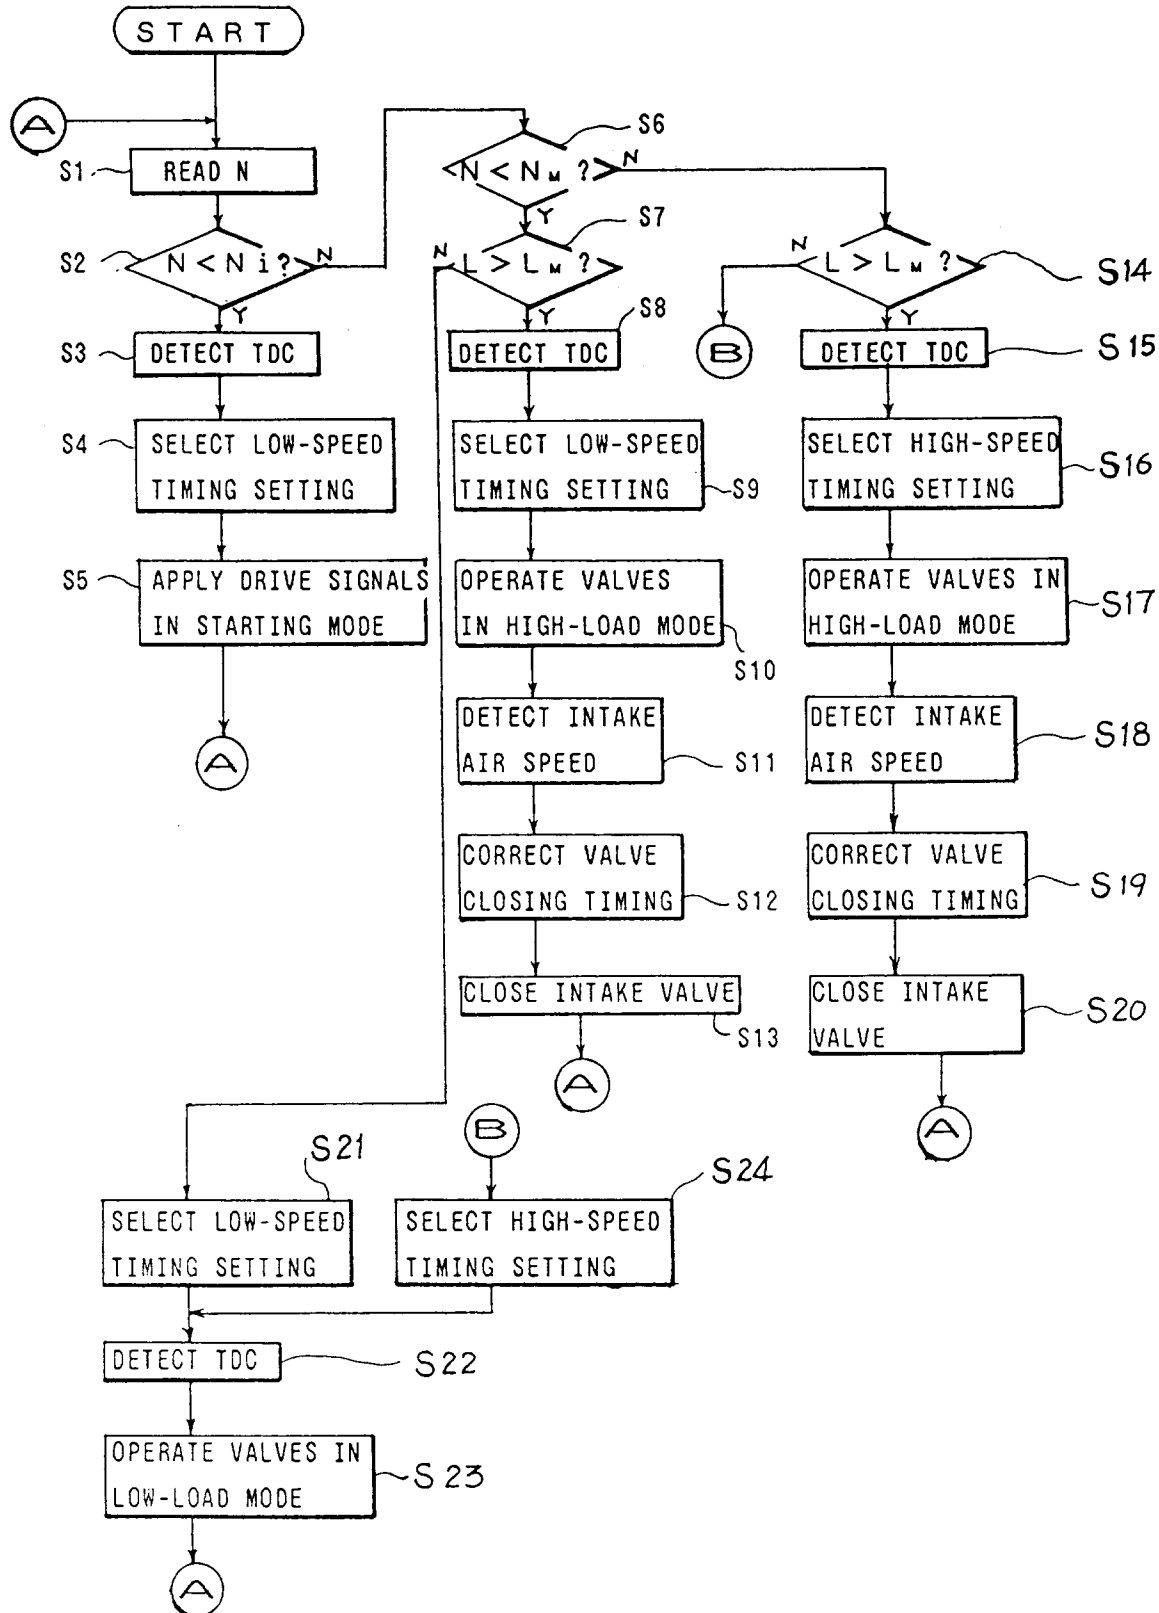 START
A
S1
READ N
S2
N < Ni?
N
Y
S3
DETECT TDC
S4
SELECT LOW-SPEED
TIMING SETTING
S5
APPLY DRIVE SIGNALS
IN STARTING MODE
A
S6
N < NM ?
N
Y
S7
N
L > LM ?
Y
S8
DETECT TDC
SELECT LOW-SPEED
TIMING SETTING
S9
OPERATE VALVES
IN HIGH-LOAD MODE
S10
DETECT INTAKE
AIR SPEED
S11
CORRECT VALVE
CLOSING TIMING
S12
CLOSE INTAKE VALVE
S13
A
N
L > LM ?
S14
Y
B
DETECT TDC
S15
SELECT HIGH-SPEED
TIMING SETTING
S16
OPERATE VALVES IN
HIGH-LOAD MODE
S17
DETECT INTAKE
AIR SPEED
S18
CORRECT VALVE
CLOSING TIMING
S19
CLOSE INTAKE
VALVE
S20
A
S21
SELECT LOW-SPEED
TIMING SETTING
B
S24
SELECT HIGH-SPEED
TIMING SETTING
DETECT TDC
S22
OPERATE VALVES IN
LOW-LOAD MODE
S23
A